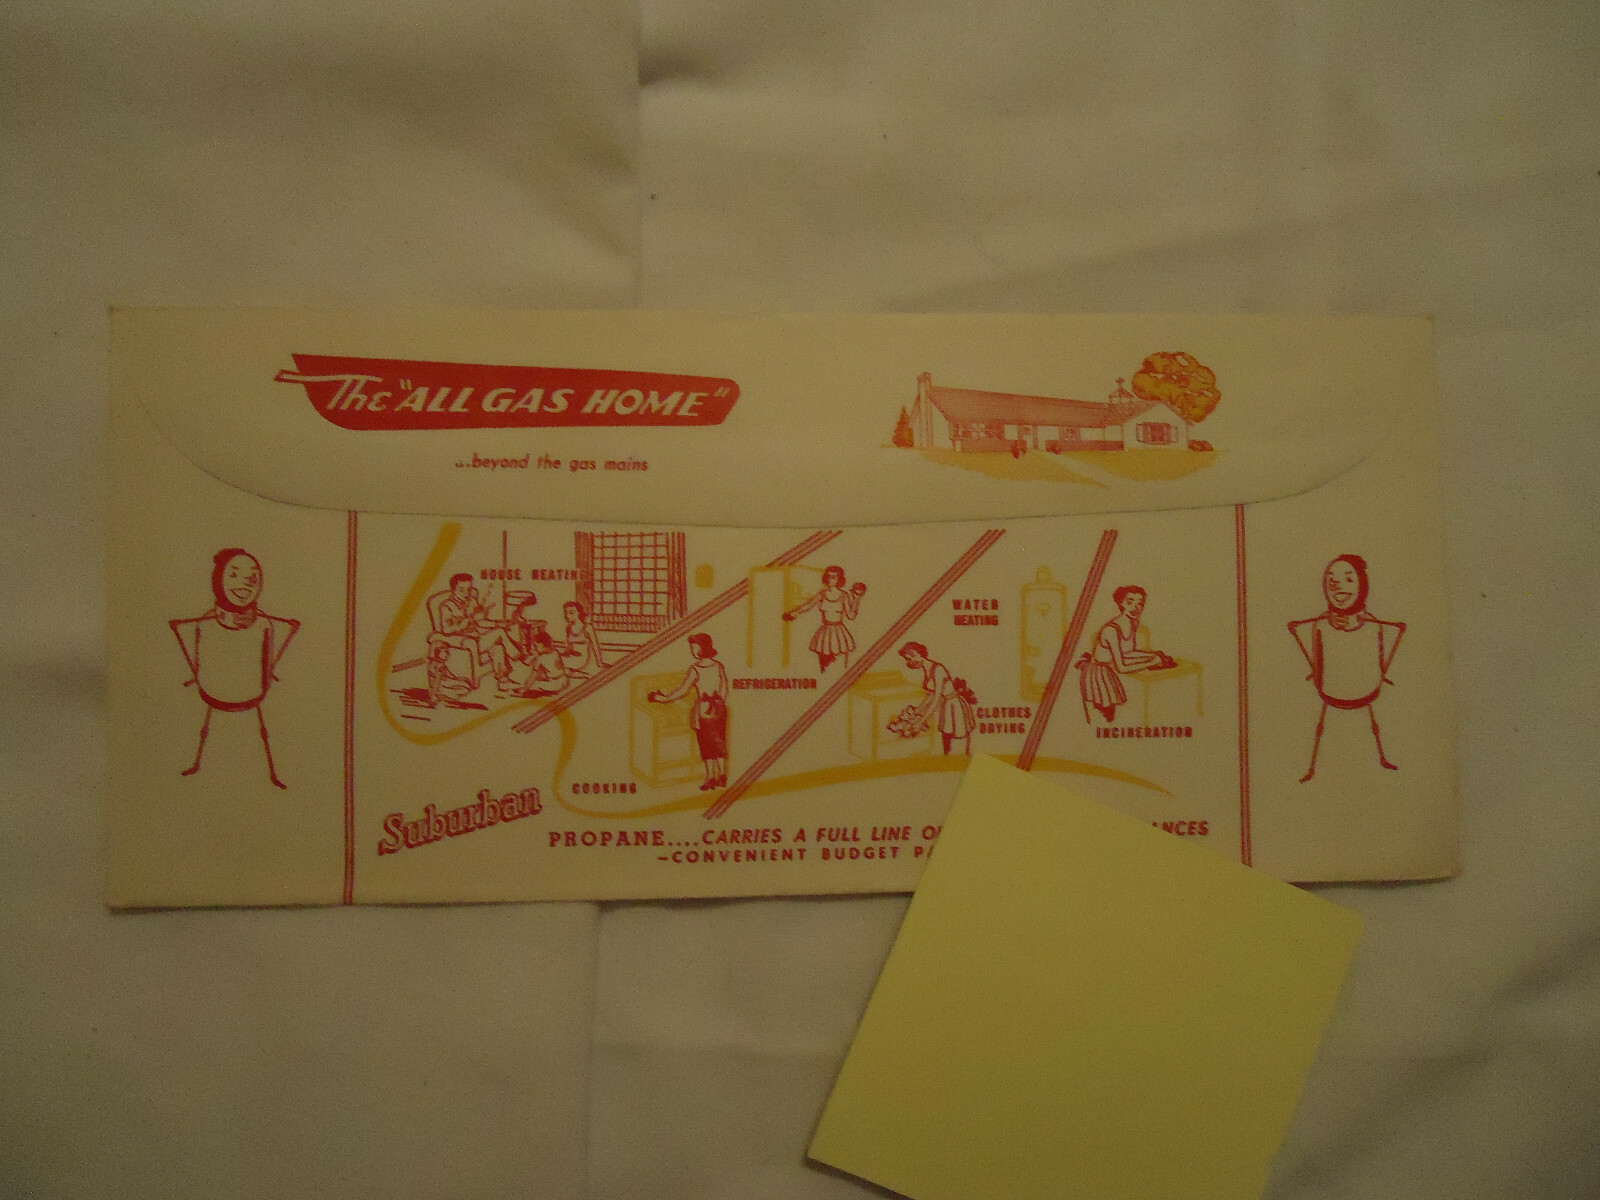 The "ALL GAS HOME"
...beyond the gas mains
HOUSE HEATING
REFRIGERATION
WATER
HEATING
CLOTHES
DRYING
INCINERATION
COOKING
Suburban
PROPANE....CARRIES A FULL LINE
-CONVENIENT BUDGET